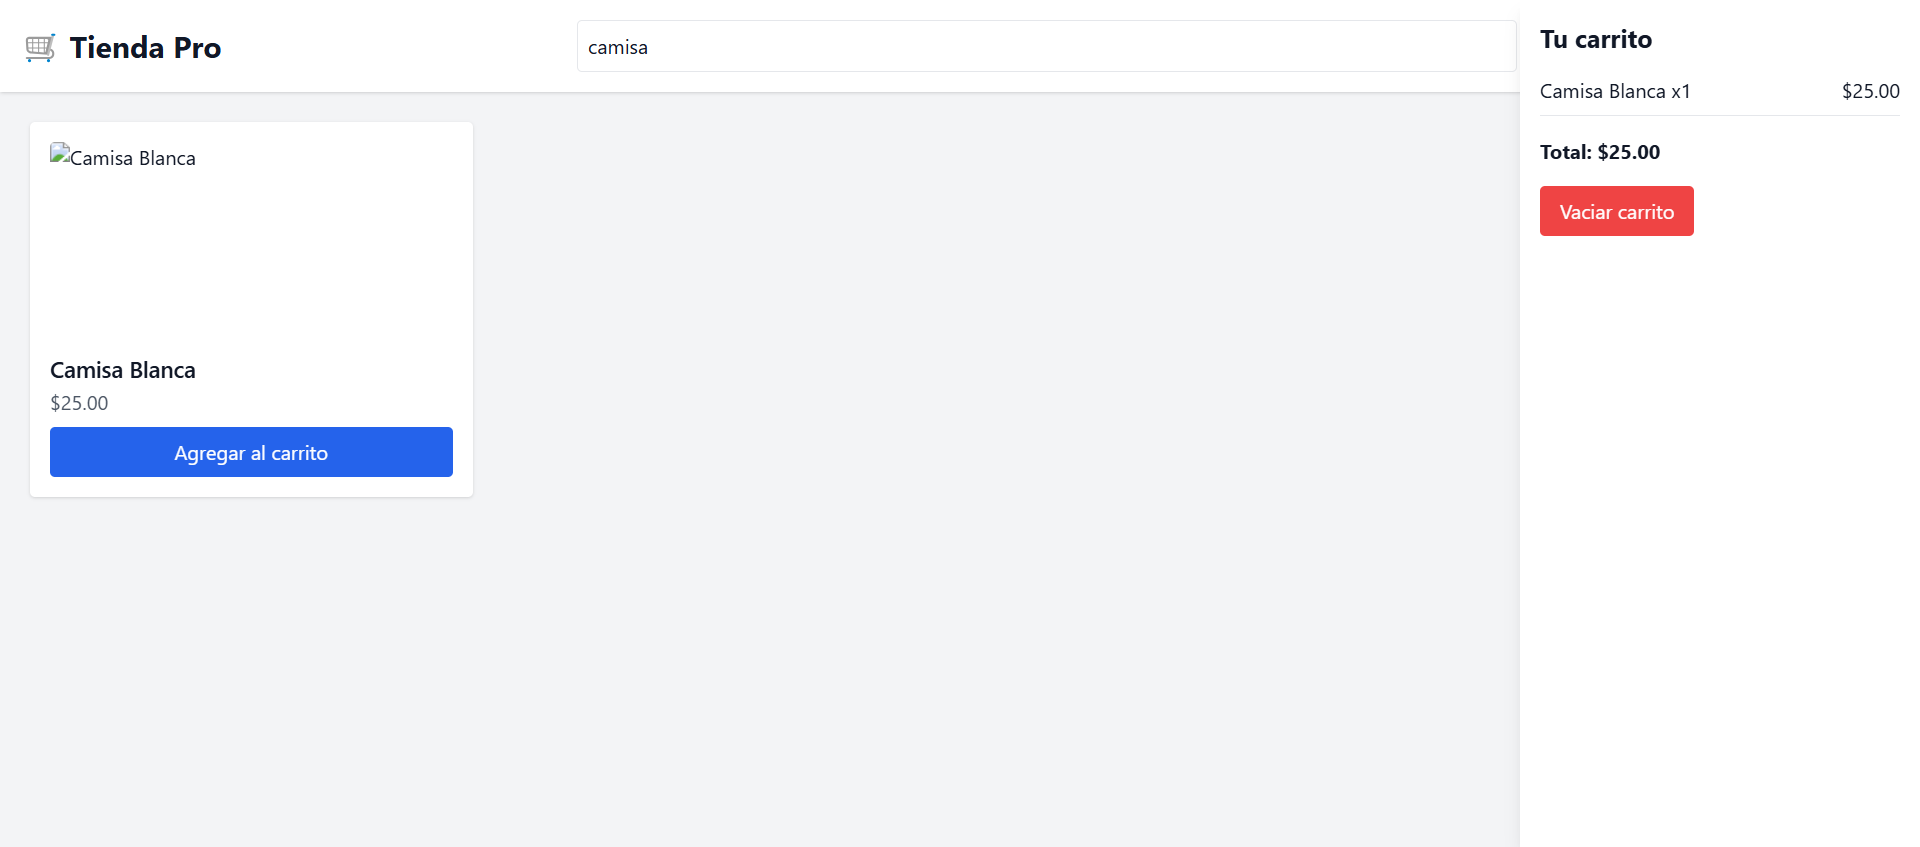 Tienda Pro
camisa
Camisa Blanca
Camisa Blanca
$25.00
Agregar al carrito
Tu carrito
Camisa Blanca x1 $25.00
Total: $25.00
Vaciar carrito